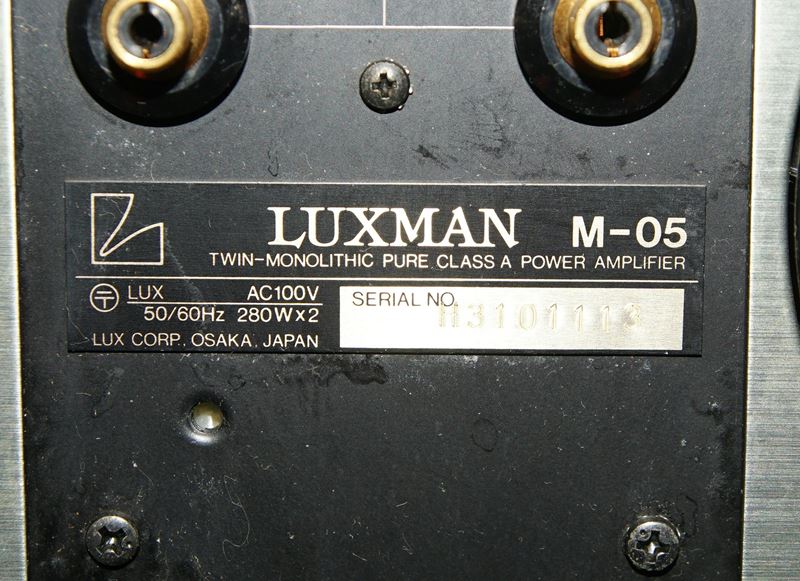 LUXMAN M-05
TWIN-MONOLITHIC PURE CLASS A POWER AMPLIFIER
T LUX AC100V
50/60Hz 280W×2
LUX CORP. OSAKA, JAPAN
SERIAL NO.
H3101113